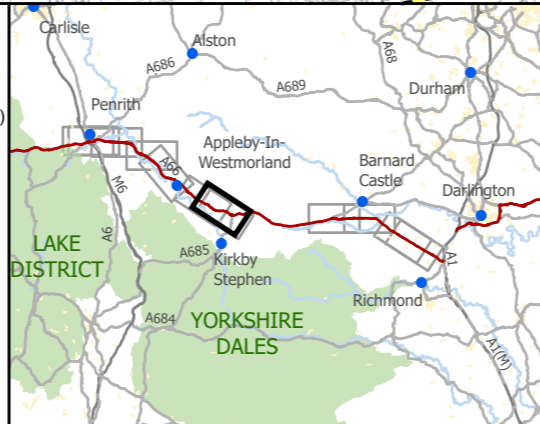 Carlisle
Alston
A686
A68
A689
Durham
Penrith
)
Appleby-In-
Westmorland
A66
Barnard
Castle
Darlington
M6
A6
LAKE
DISTRICT
A685
Kirkby
Stephen
A1
Richmond
A684
YORKSHIRE
DALES
A1(M)